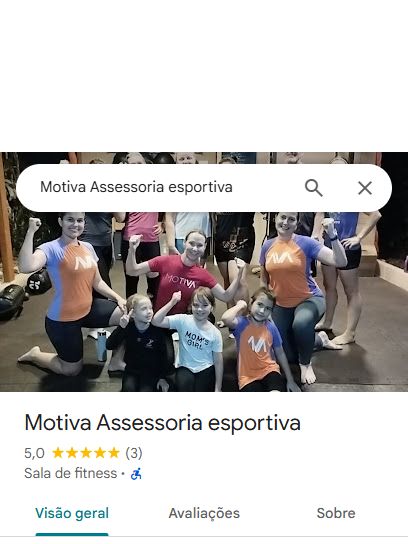 Motiva Assessoria esportiva
MOTIVA
MOM'S
GIRL
Motiva Assessoria esportiva
5,0 ★★★★★ (3)
Sala de fitness ·
Visão geral Avaliações Sobre